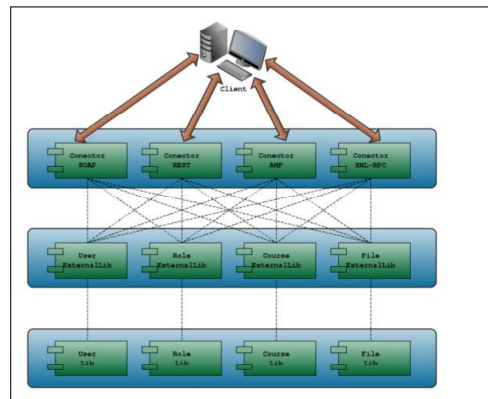 Client
Conector
SOAP
Conector
REST
Conector
AMF
Conector
XML-RPC
User
ExternalLib
Role
ExternalLib
Course
ExternalLib
File
ExternalLib
User
Lib
Role
Lib
Course
Lib
File
Lib